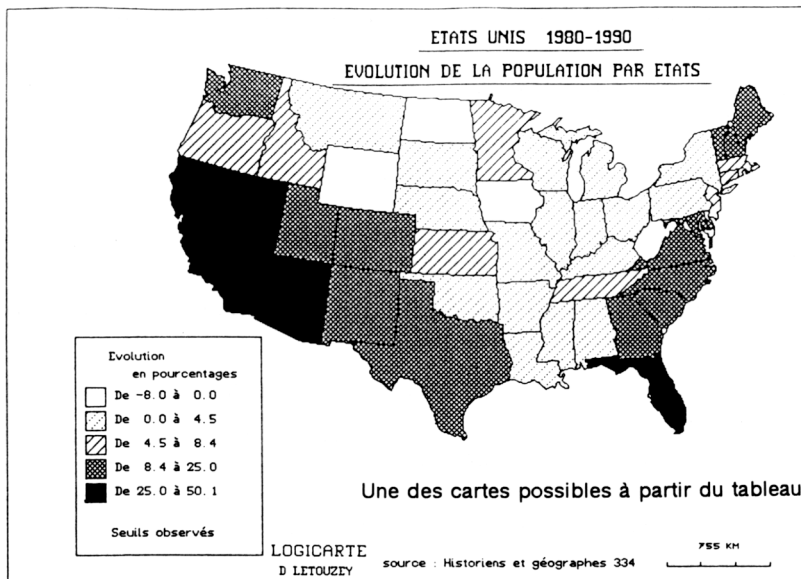 ETATS UNIS 1980-1990
EVOLUTION DE LA POPULATION PAR ETATS
Evolution
en pourcentages
De -8.0 à 0.0
De 0.0 à 4.5
De 4.5 à 8.4
De 8.4 à 25.0
De 25.0 à 50.1
Seuils observés
Une des cartes possibles à partir du tableau
LOGICARTE
D LETOUZEY
source : Historiens et géographes 334
755 KM